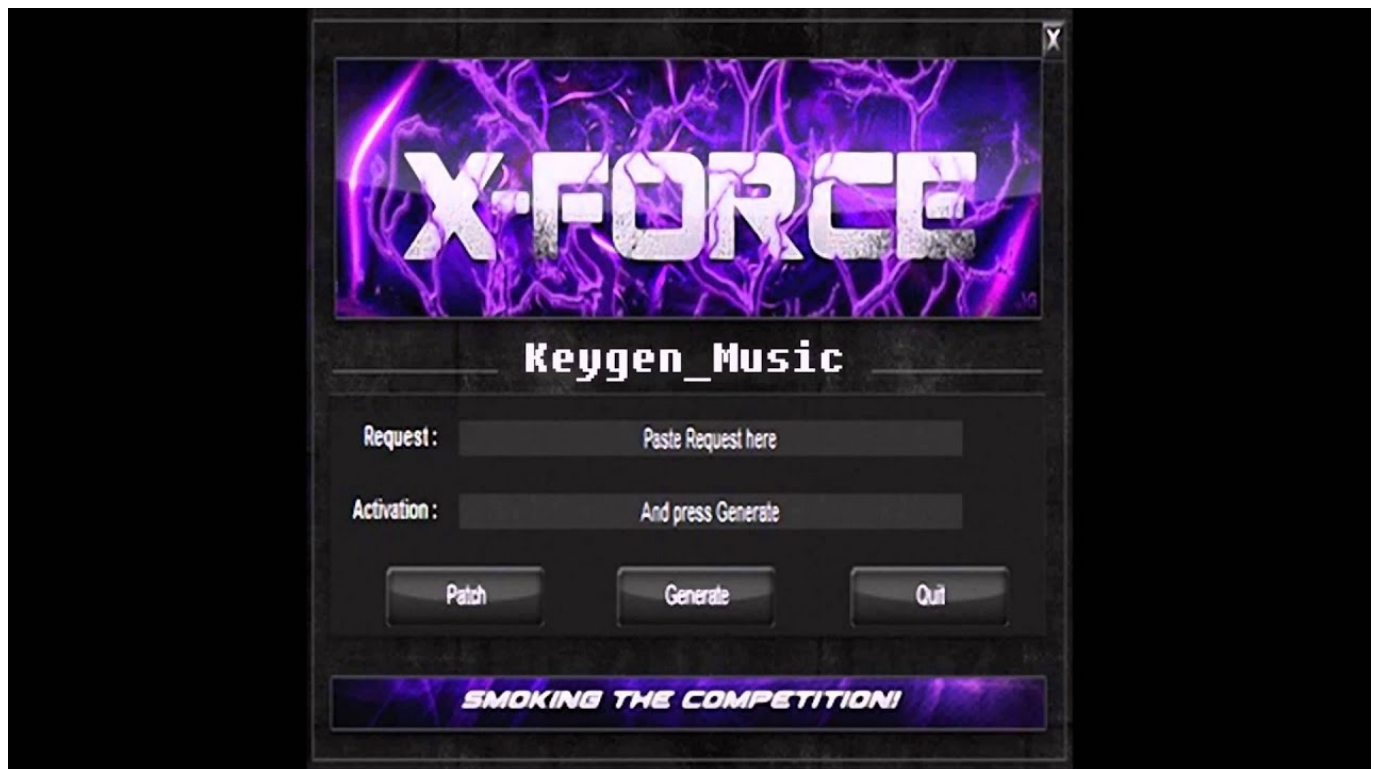 X
X-FORCE
Keygen_Music
Request :
Paste Request here
Activation :
And press Generate
Patch
Generate
Quit
SMOKING THE COMPETITION!